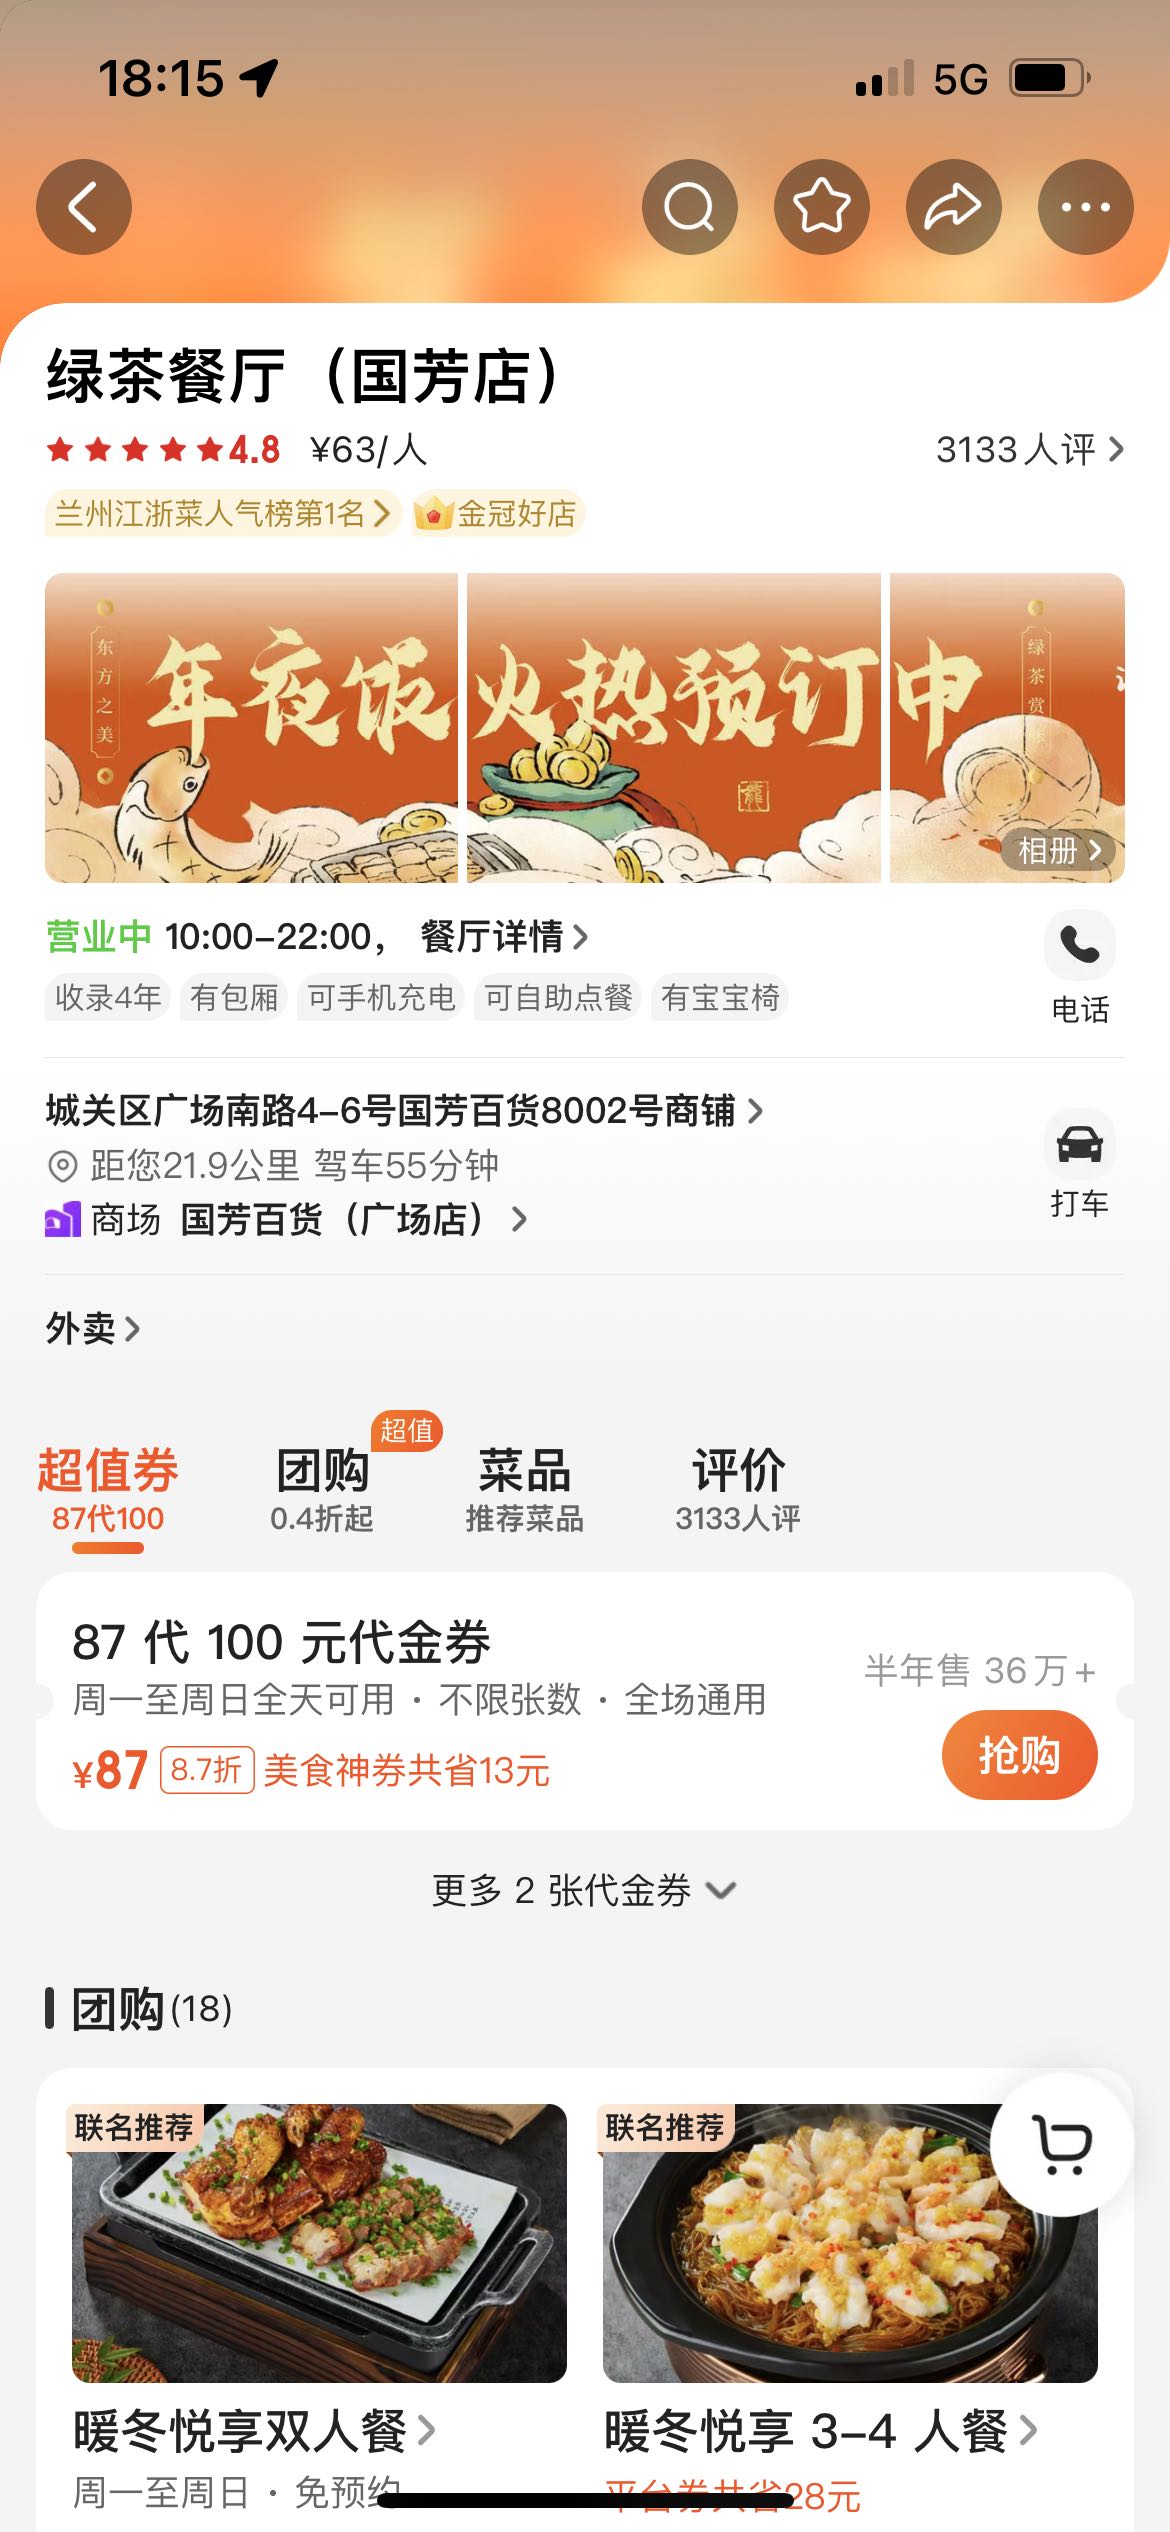 18:15
5G
绿茶餐厅（国芳店）
4.8 ¥63/人
3133人评
兰州江浙菜人气榜第1名
金冠好店
东方之美
年夜饭火热预订中
绿茶赏味
龍
相册
营业中 10:00-22:00， 餐厅详情
收录4年 有包厢 可手机充电 可自助点餐 有宝宝椅
电话
城关区广场南路4-6号国芳百货8002号商铺
距您21.9公里 驾车55分钟
商场 国芳百货（广场店）
打车
外卖
超值
超值券 团购 菜品 评价
87代100 0.4折起 推荐菜品 3133人评
87 代 100 元代金券
半年售 36万+
周一至周日全天可用 · 不限张数 · 全场通用
¥87 8.7折 美食神券共省13元
抢购
更多 2 张代金券
团购(18)
联名推荐
联名推荐
暖冬悦享双人餐
暖冬悦享 3-4 人餐
周一至周日 · 免预约
平台券共省28元